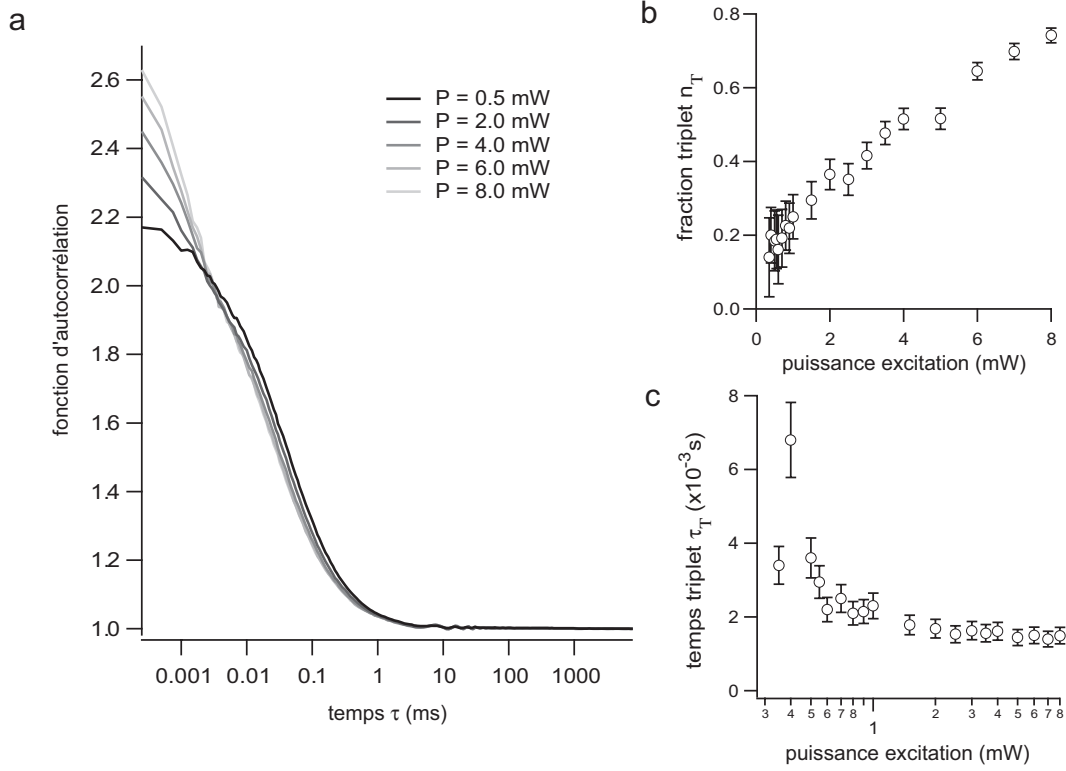 a
fonction d'autocorrélation
2.6
2.4
2.2
2.0
1.8
1.6
1.4
1.2
1.0
P = 0.5 mW
P = 2.0 mW
P = 4.0 mW
P = 6.0 mW
P = 8.0 mW
0.001 0.01 0.1 1 10 100 1000
temps τ (ms)
b
fraction triplet n_T
0.8
0.6
0.4
0.2
0.0
0 2 4 6 8
puissance excitation (mW)
c
temps triplet τ_T (x10⁻³s)
8
6
4
2
0
3 4 5 6 7 8 2 3 4 5 6 7 8
1
puissance excitation (mW)